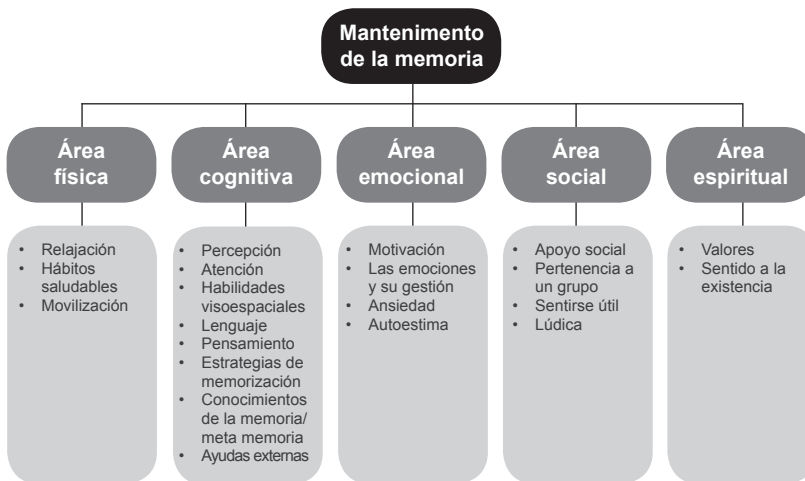 Mantenimento
de la memoria
Área
física
Área
cognitiva
Área
emocional
Área
social
Área
espiritual
• Relajación
• Hábitos
saludables
• Movilización
• Percepción
• Atención
• Habilidades
visoespaciales
• Lenguaje
• Pensamiento
• Estrategias de
memorización
• Conocimientos
de la memoria/
meta memoria
• Ayudas externas
• Motivación
• Las emociones
y su gestión
• Ansiedad
• Autoestima
• Apoyo social
• Pertenencia a
un grupo
• Sentirse útil
• Lúdica
• Valores
• Sentido a la
existencia